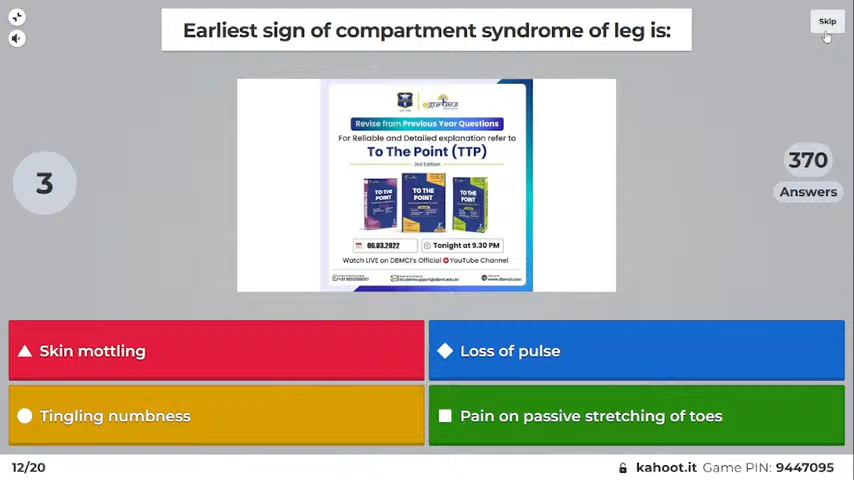 Earliest sign of compartment syndrome of leg is:
Skip
3
370
Answers
Revise from Previous Year Questions
For Reliable and Detailed explanation refer to
To The Point (TTP)
TO THE POINT
TO THE POINT
TO THE POINT
06.03.2022
Tonight at 9.30 PM
Watch LIVE on DBMCI's Official YouTube Channel
Skin mottling
Loss of pulse
Tingling numbness
Pain on passive stretching of toes
12/20
kahoot.it Game PIN: 9447095